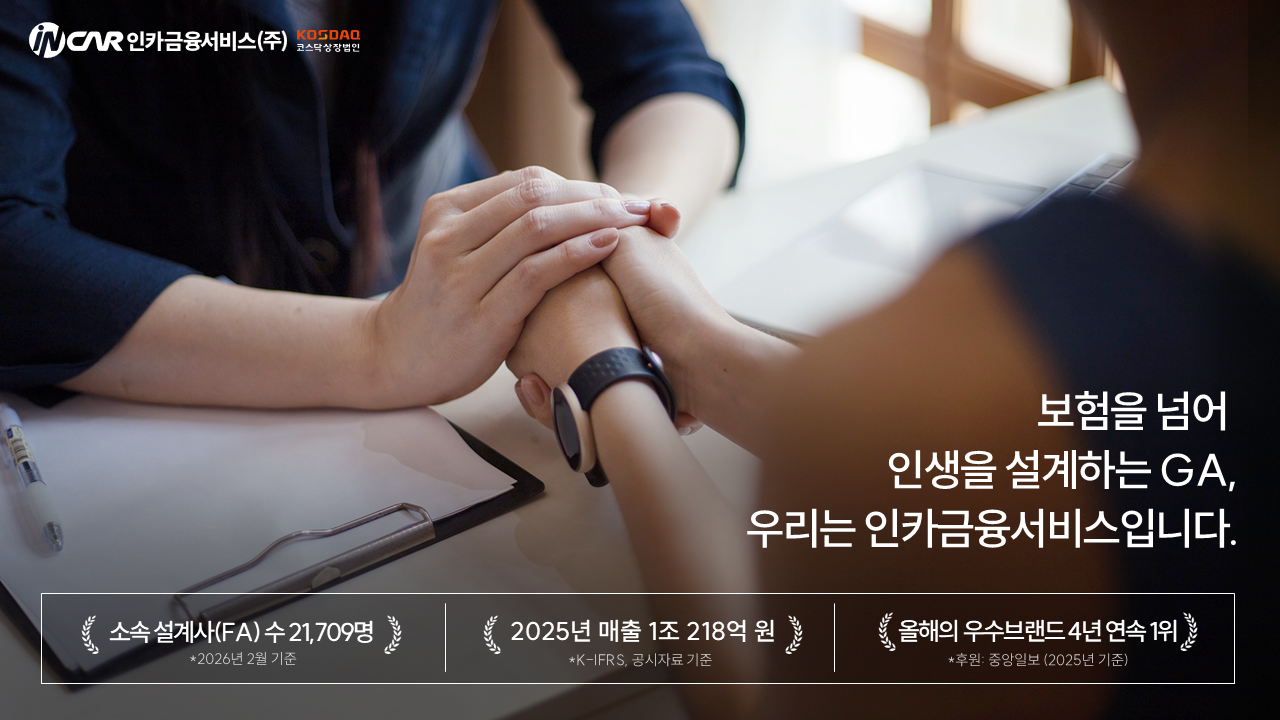 iNCAR 인카금융서비스(주) KOSDAQ 코스닥상장법인
보험을 넘어
인생을 설계하는 GA,
우리는 인카금융서비스입니다.
소속 설계사(FA) 수 21,709명
*2026년 2월 기준
2025년 매출 1조 218억 원
*K-IFRS, 공시자료 기준
올해의 우수브랜드 4년 연속 1위
*후원: 중앙일보 (2025년 기준)